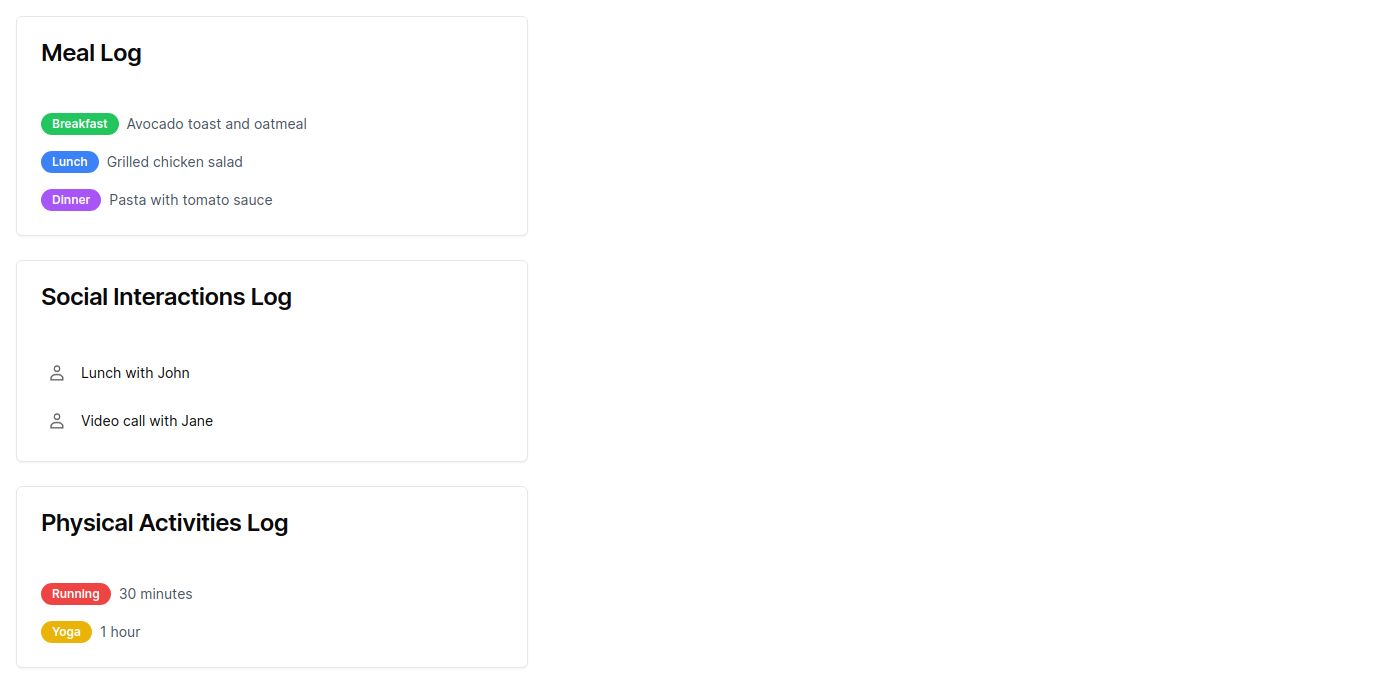 Meal Log
Breakfast Avocado toast and oatmeal
Lunch Grilled chicken salad
Dinner Pasta with tomato sauce
Social Interactions Log
Lunch with John
Video call with Jane
Physical Activities Log
Running 30 minutes
Yoga 1 hour